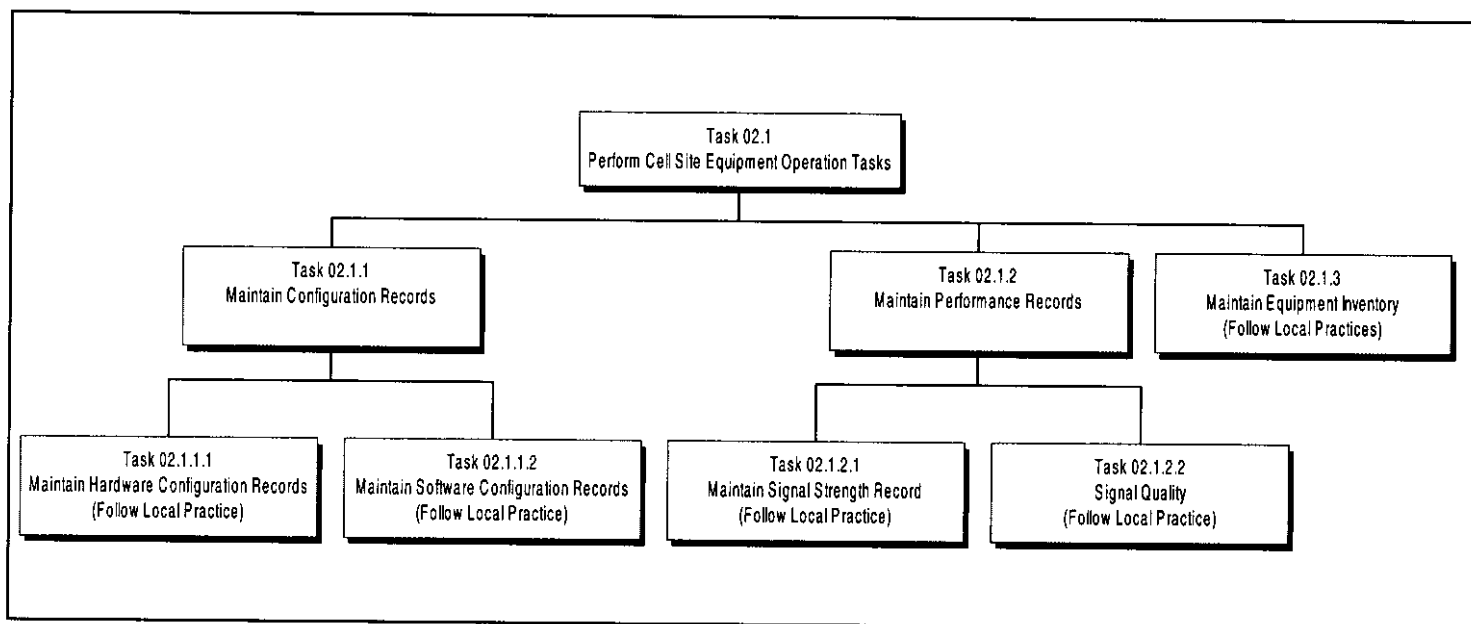 Task 02.1
Perform Cell Site Equipment Operation Tasks
Task 02.1.1
Maintain Configuration Records
Task 02.1.2
Maintain Performance Records
Task 02.1.3
Maintain Equipment Inventory
(Follow Local Practices)
Task 02.1.1.1
Maintain Hardware Configuration Records
(Follow Local Practice)
Task 02.1.1.2
Maintain Software Configuration Records
(Follow Local Practice)
Task 02.1.2.1
Maintain Signal Strength Record
(Follow Local Practice)
Task 02.1.2.2
Signal Quality
(Follow Local Practice)